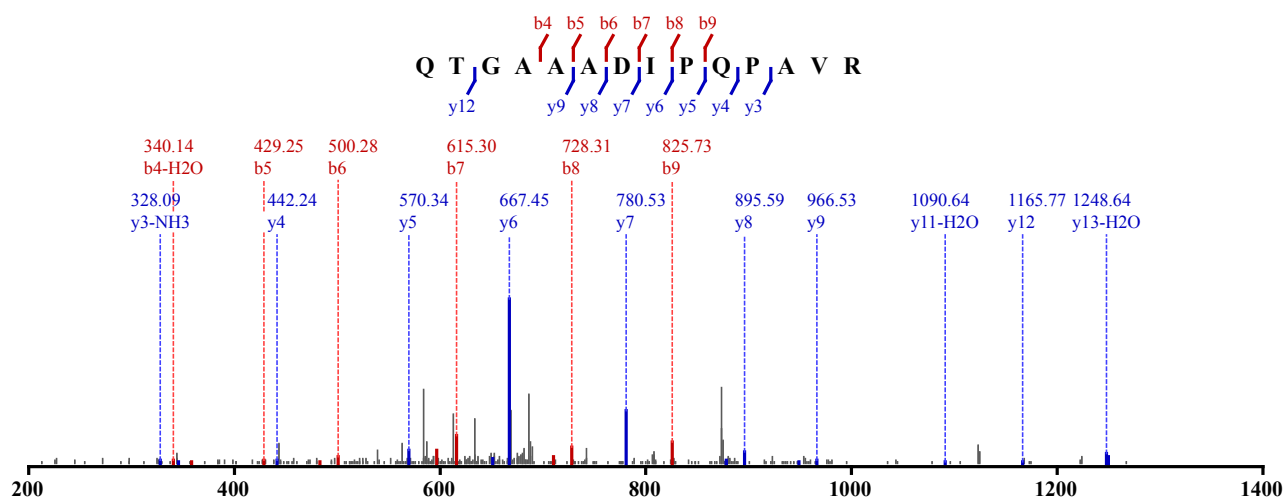 b4 b5 b6 b7 b8 b9
Q T G A A A D I P Q P A V R
y12 y9 y8 y7 y6 y5 y4 y3
340.14 429.25 500.28 615.30 728.31 825.73
b4-H2O b5 b6 b7 b8 b9
328.09 442.24 570.34 667.45 780.53 895.59 966.53 1090.64 1165.77 1248.64
y3-NH3 y4 y5 y6 y7 y8 y9 y11-H2O y12 y13-H2O
200 400 600 800 1000 1200 1400